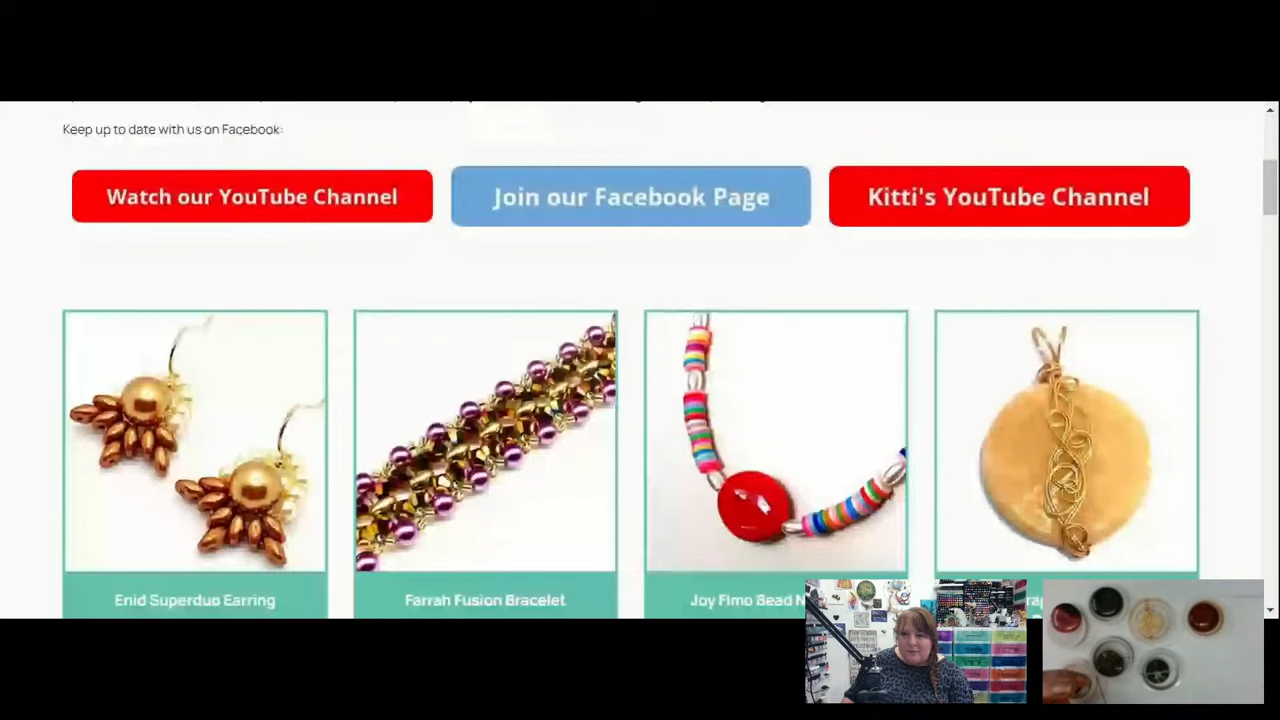 Keep up to date with us on Facebook:
Watch our YouTube Channel
Join our Facebook Page
Kitti's YouTube Channel
Enid Superduo Earring
Farrah Fusion Bracelet
Joy Fimo Bead